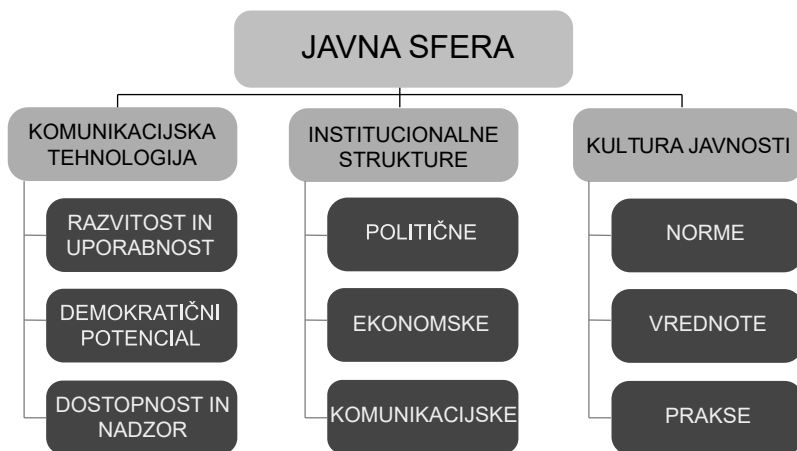 JAVNA SFERA
KOMUNIKACIJSKA
TEHNOLOGIJA
RAZVITOST IN
UPORABNOST
DEMOKRATIČNI
POTENCIAL
DOSTOPNOST IN
NADZOR
INSTITUCIONALNE
STRUKTURE
POLITIČNE
EKONOMSKE
KOMUNIKACIJSKE
KULTURA JAVNOSTI
NORME
VREDNOTE
PRAKSE